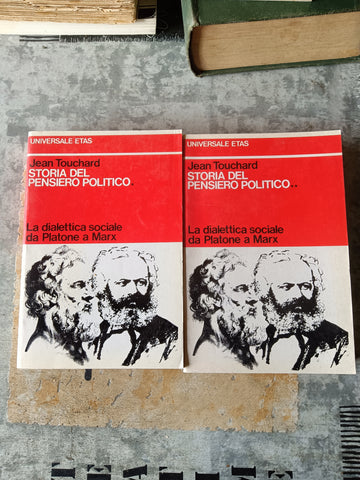 UNIVERSALE ETAS
Jean Touchard
STORIA DEL
PENSIERO POLITICO*
La dialettica sociale
da Platone a Marx
UNIVERSALE ETAS
Jean Touchard
STORIA DEL
PENSIERO POLITICO**
La dialettica sociale
da Platone a Marx